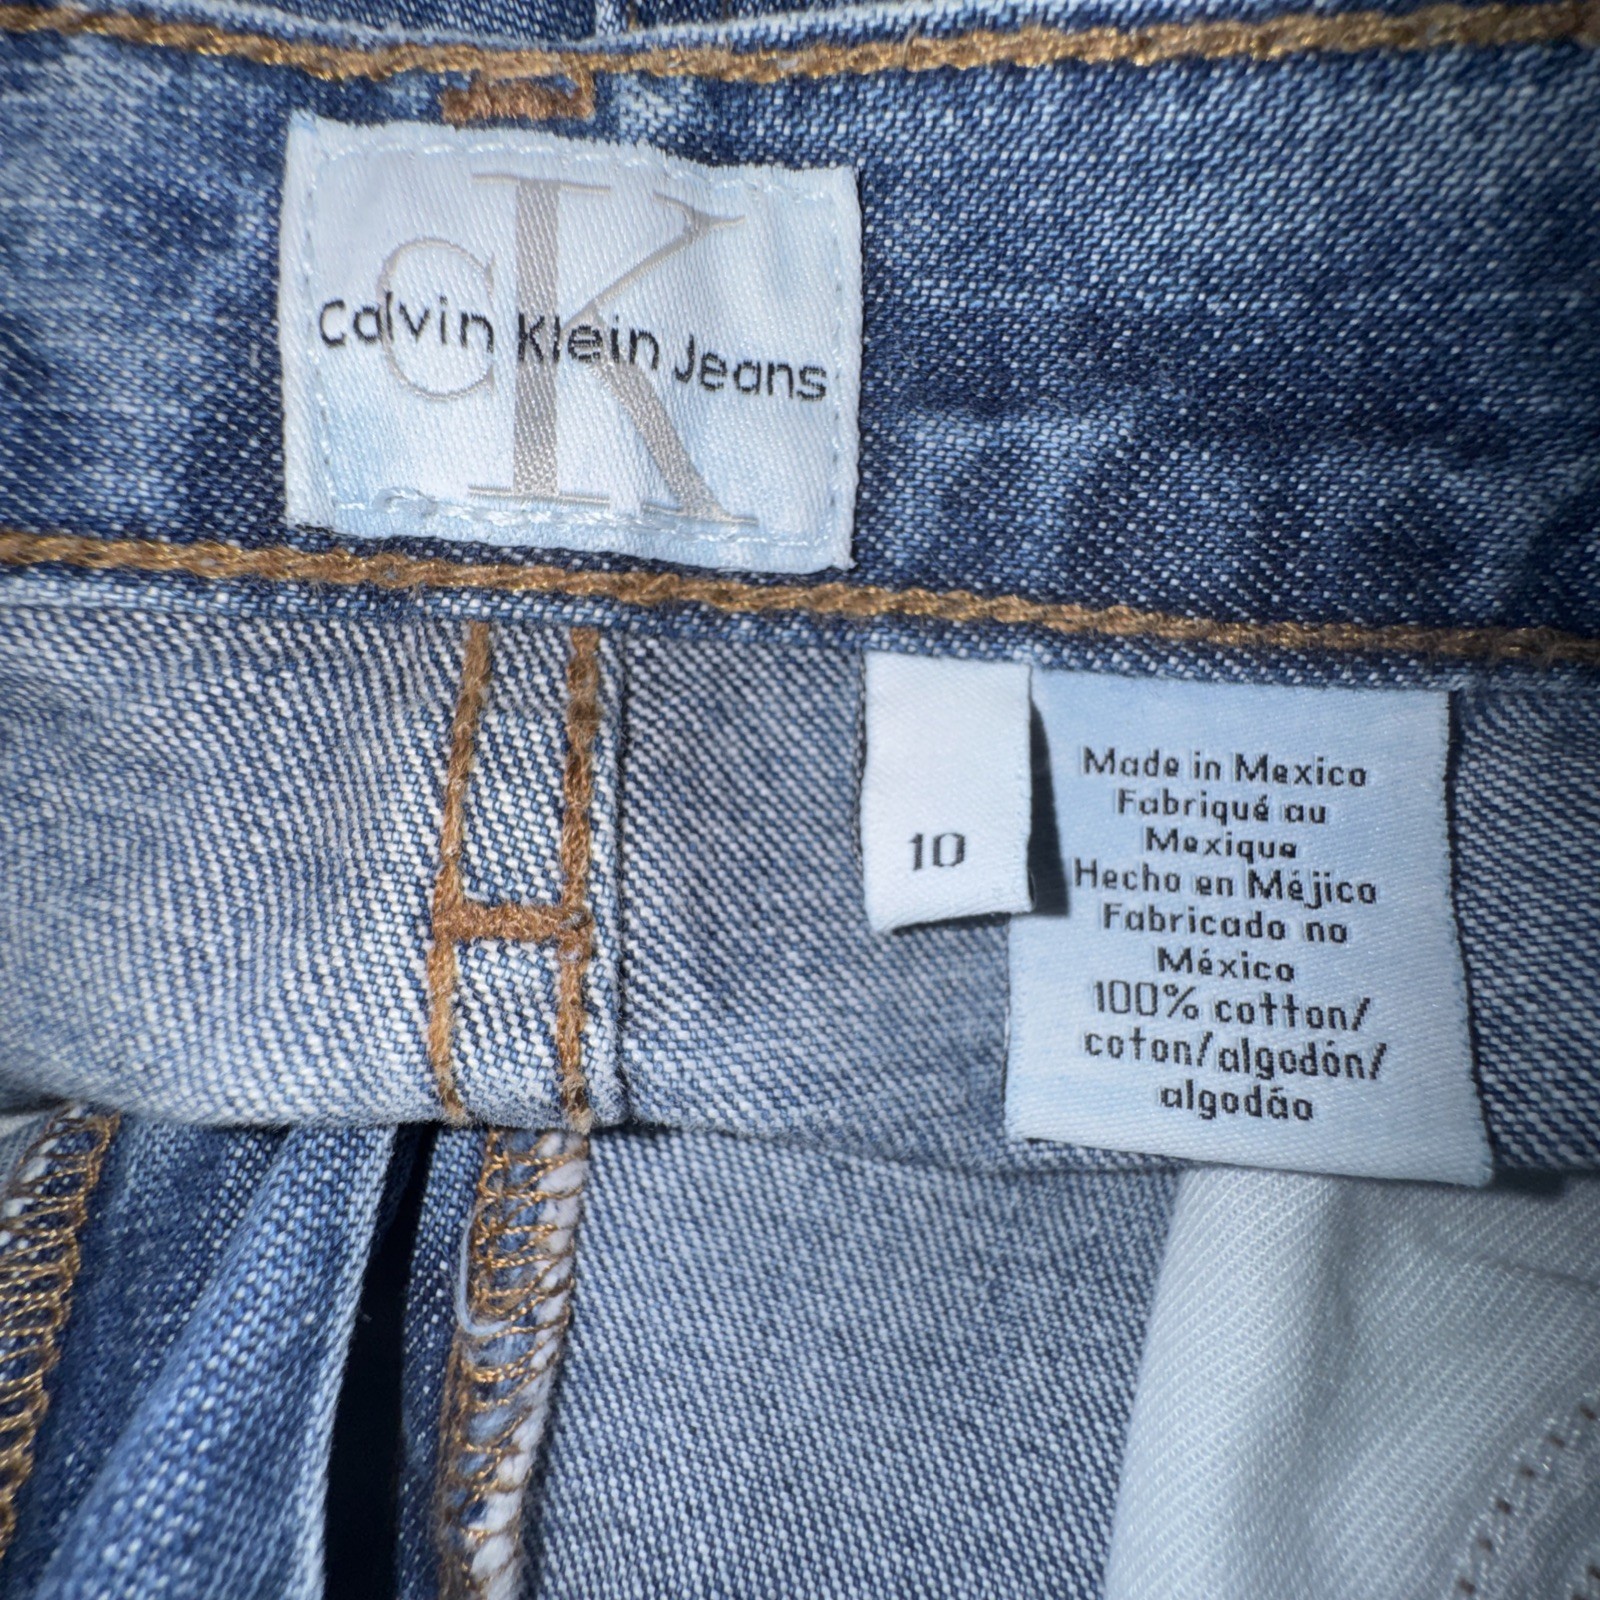 CK
Calvin Klein Jeans
10
Made in Mexico
Fabriqué au
Mexique
Hecho en Méjico
Fabricado no
México
100% cotton/
coton/algodón/
algodão